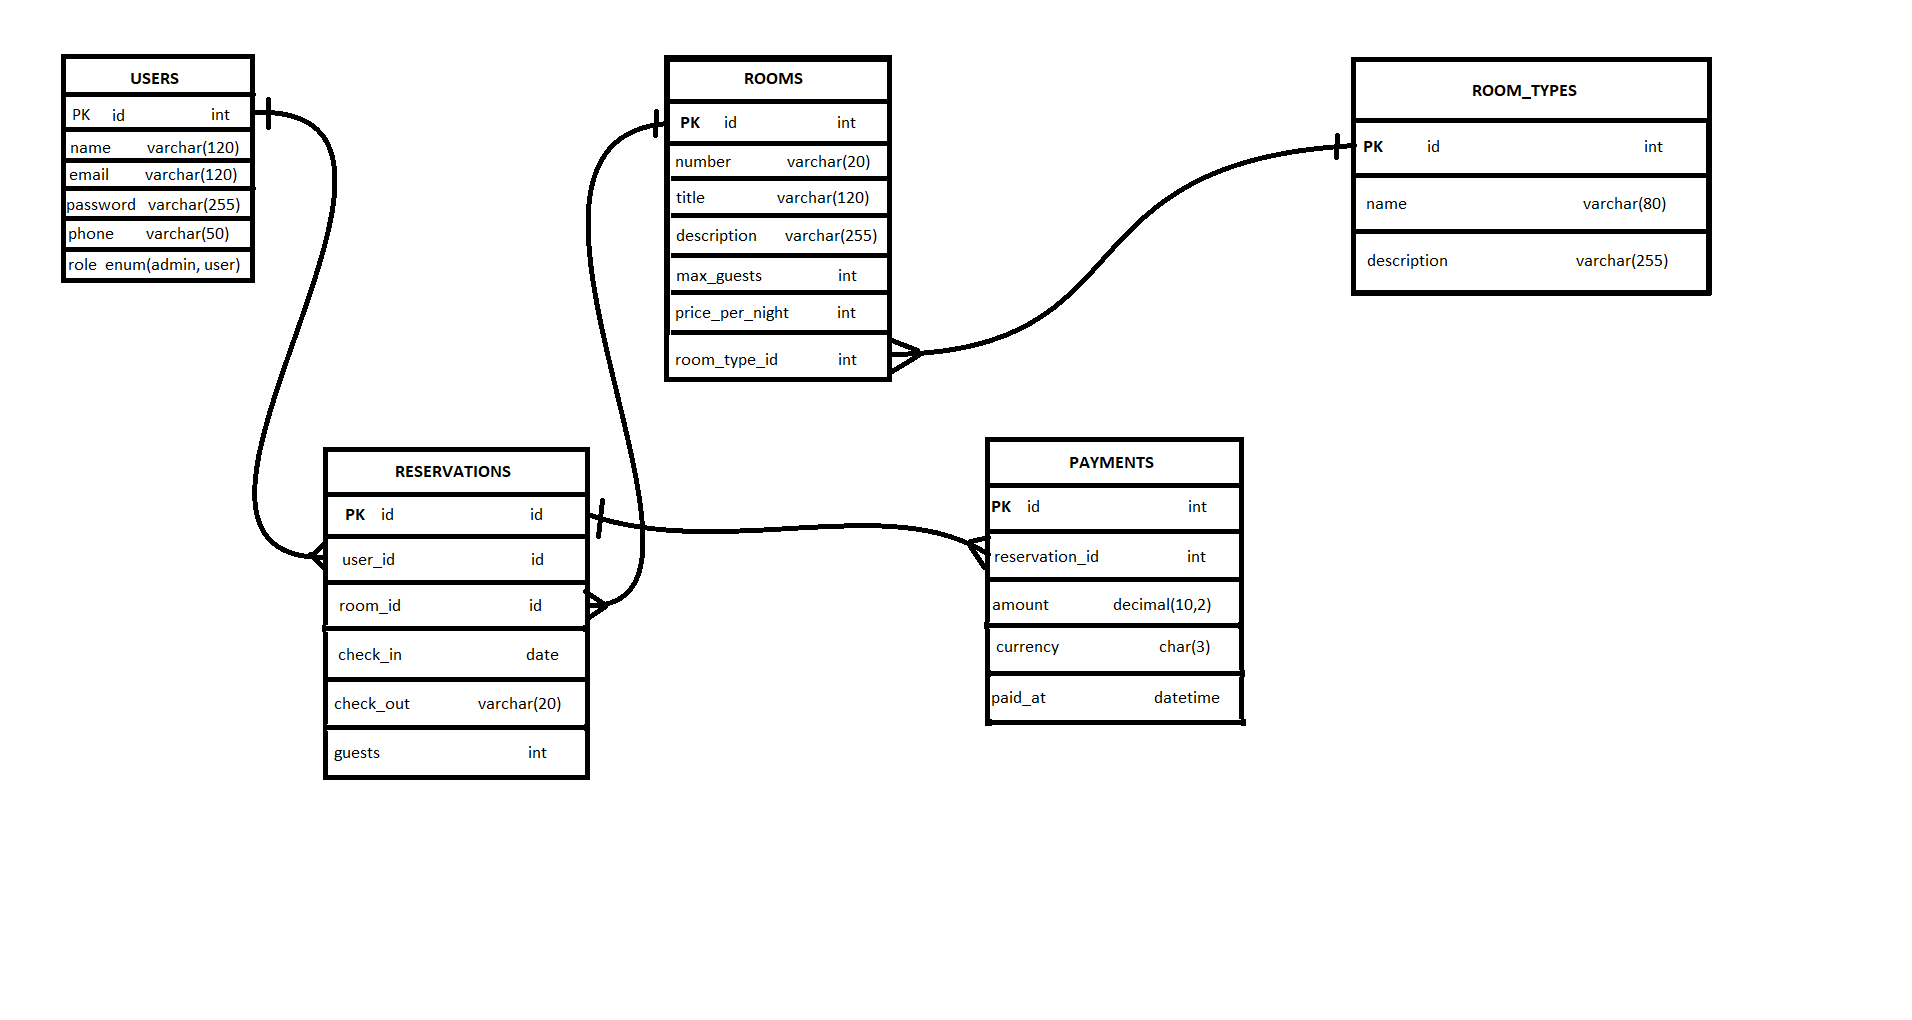 USERS
PK id int
name varchar(120)
email varchar(120)
password varchar(255)
phone varchar(50)
role enum(admin, user)
ROOMS
PK id int
number varchar(20)
title varchar(120)
description varchar(255)
max_guests int
price_per_night int
room_type_id int
ROOM_TYPES
PK id int
name varchar(80)
description varchar(255)
RESERVATIONS
PK id id
user_id id
room_id id
check_in date
check_out varchar(20)
guests int
PAYMENTS
PK id int
reservation_id int
amount decimal(10,2)
currency char(3)
paid_at datetime